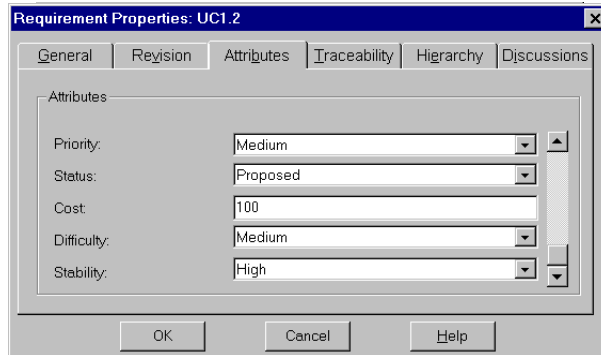 Requirement Properties: UC1.2
General Revision Attributes Traceability Hierarchy Discussions
Attributes
Priority: Medium
Status: Proposed
Cost: 100
Difficulty: Medium
Stability: High
OK Cancel Help